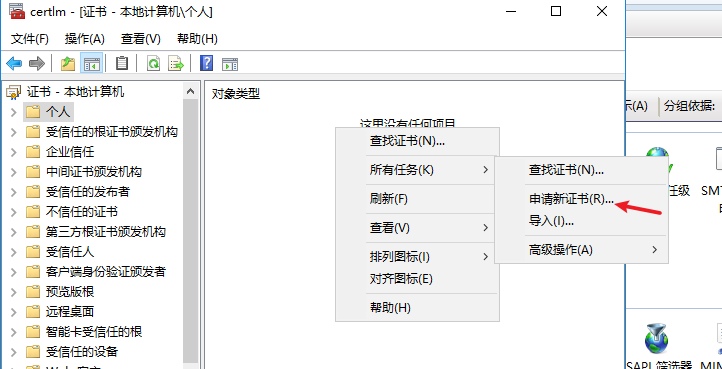 certlm - [证书 - 本地计算机\个人]
文件(F) 操作(A) 查看(V) 帮助(H)
证书 - 本地计算机
个人
受信任的根证书颁发机构
企业信任
中间证书颁发机构
受信任的发布者
不信任的证书
第三方根证书颁发机构
受信任人
客户端身份验证颁发者
预览版根
远程桌面
智能卡受信任的根
受信任的设备
对象类型
这里没有任何项目
查找证书(N)...
所有任务(K)
刷新(F)
查看(V)
排列图标(I)
对齐图标(E)
帮助(H)
查找证书(N)...
申请新证书(R)...
导入(I)...
高级操作(A)
示(A) 分组依据:
任级
SMT
SAPI 筛选器
MIM